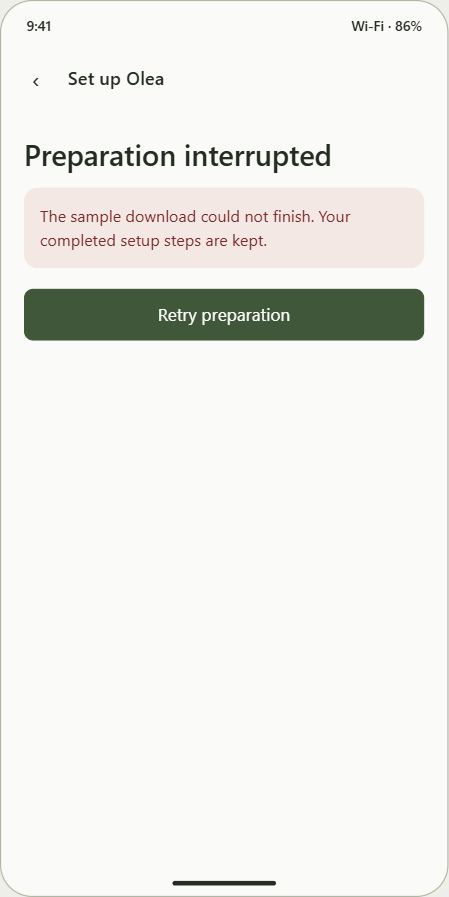 9:41
Wi-Fi · 86%
‹ Set up Olea
Preparation interrupted
The sample download could not finish. Your
completed setup steps are kept.
Retry preparation